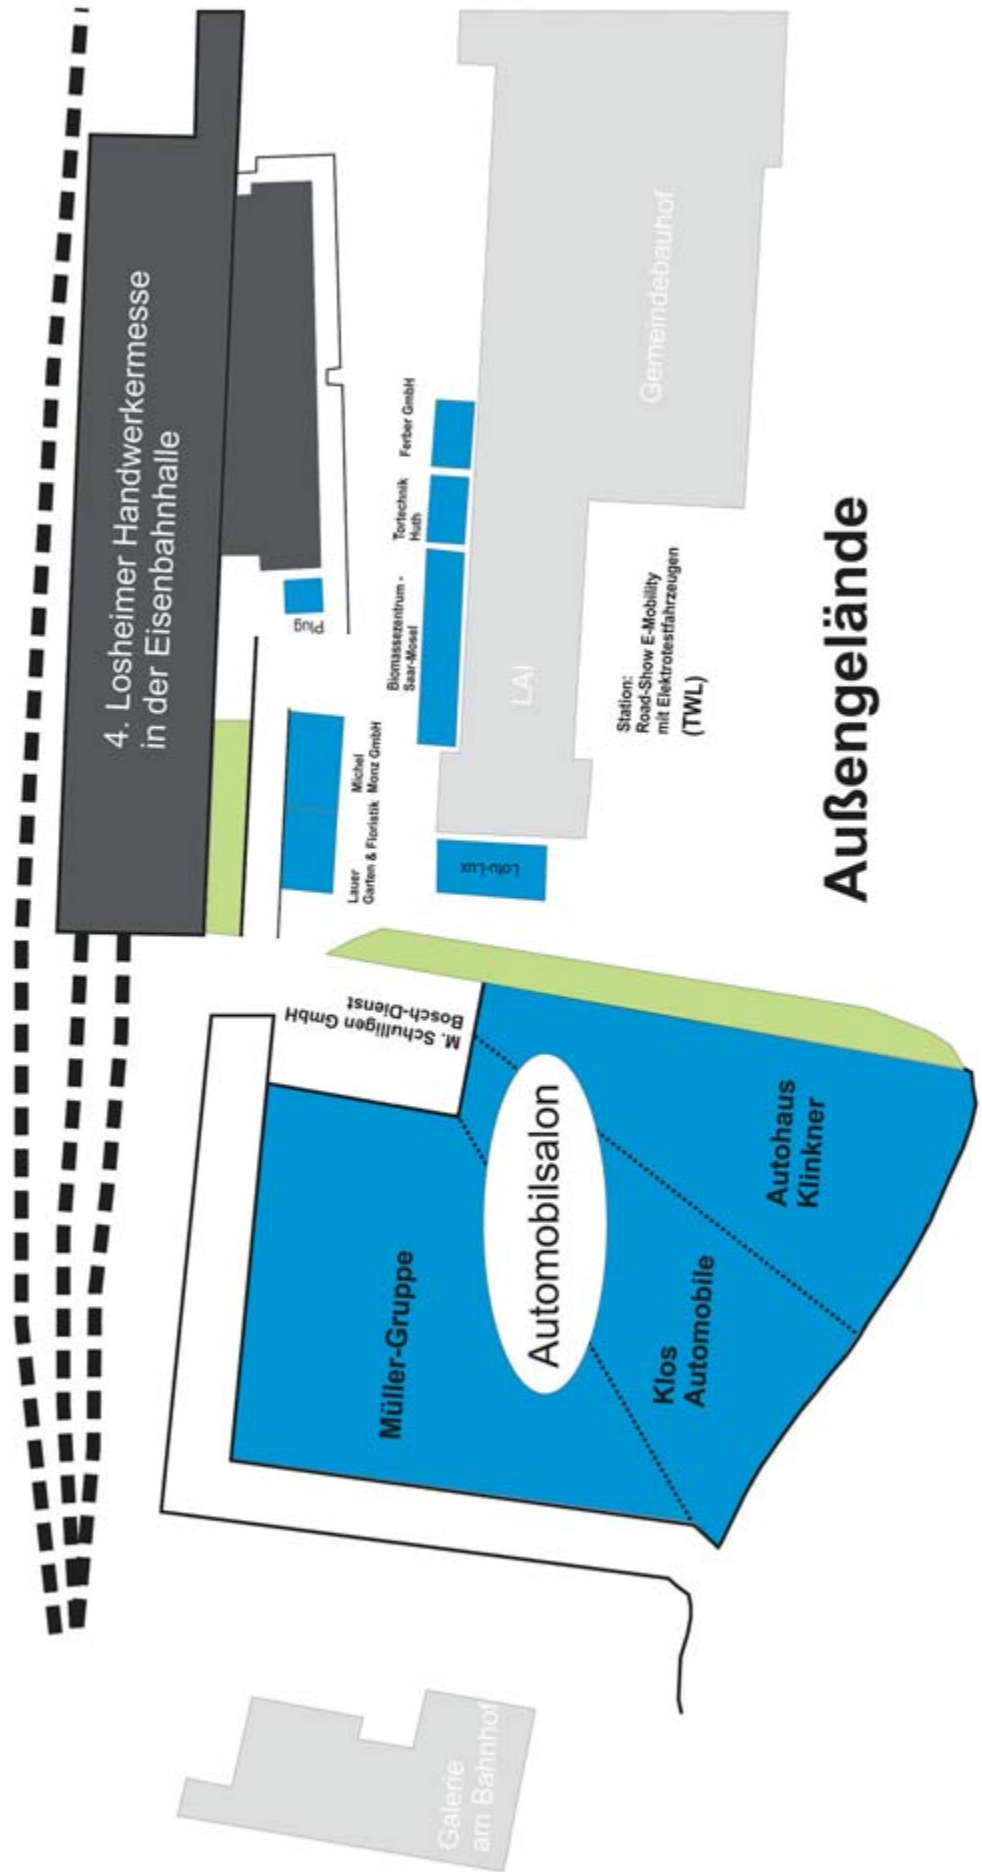 4. Losheimer Handwerkermesse
in der Eisenbahnhalle
Plug
Ferber GmbH
Tortechnik
Huth
Biomassezentrum -
Saar-Mosel
Michel
Monz GmbH
Lauer
Garten & Floristik
Gemeindebauhof
LAI
Lotu-Lux
Station:
Road-Show E-Mobility
mit Elektrotestfahrzeugen
(TWL)
Außengelände
M. Schulligen GmbH
Bosch-Dienst
Automobilsalon
Müller-Gruppe
Klos
Automobile
Autohaus
Klinkner
Galerie
am Bahnhof